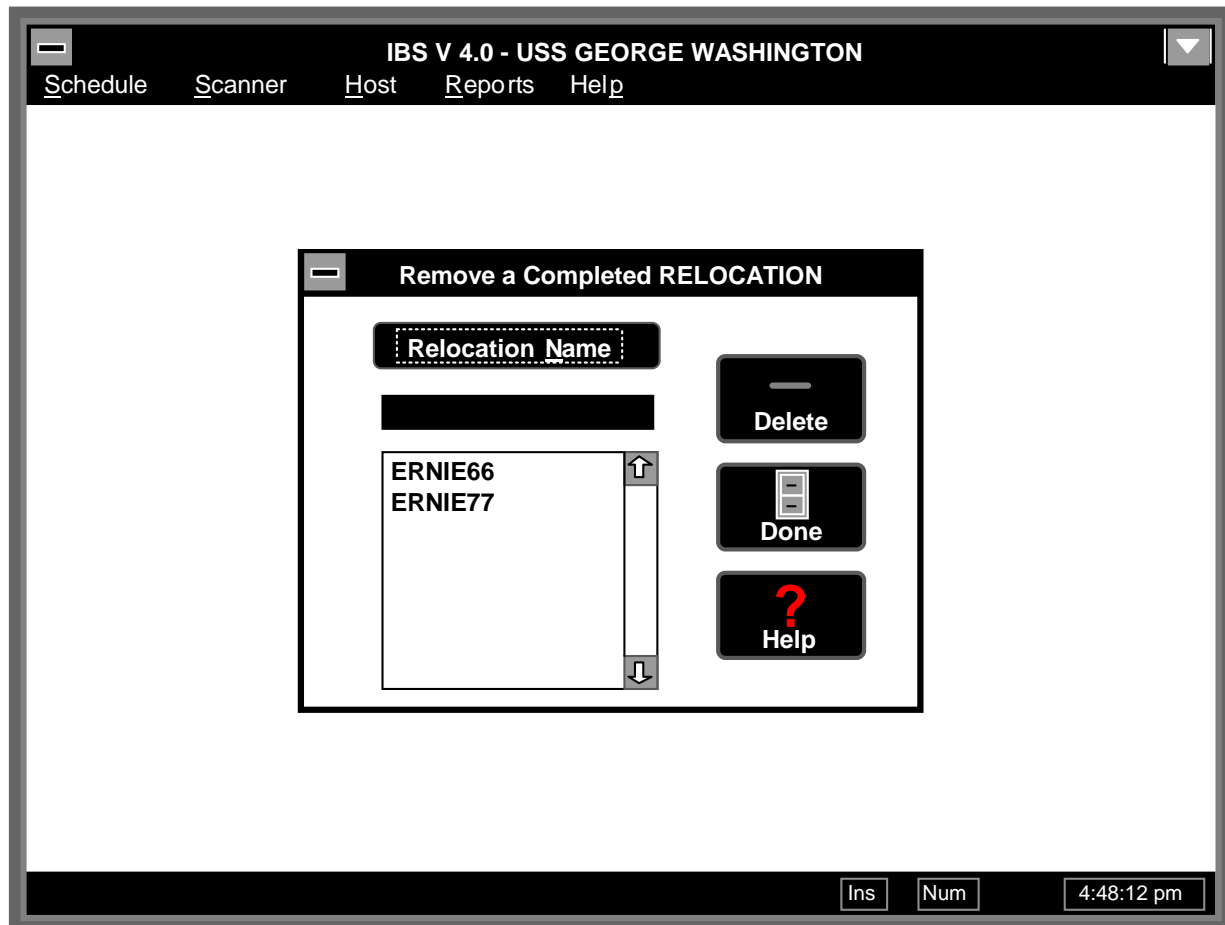 IBS V 4.0 - USS GEORGE WASHINGTON
Schedule Scanner Host Reports Help
Remove a Completed RELOCATION
Relocation Name
Delete
ERNIE66
ERNIE77
Done
?
Help
Ins Num 4:48:12 pm